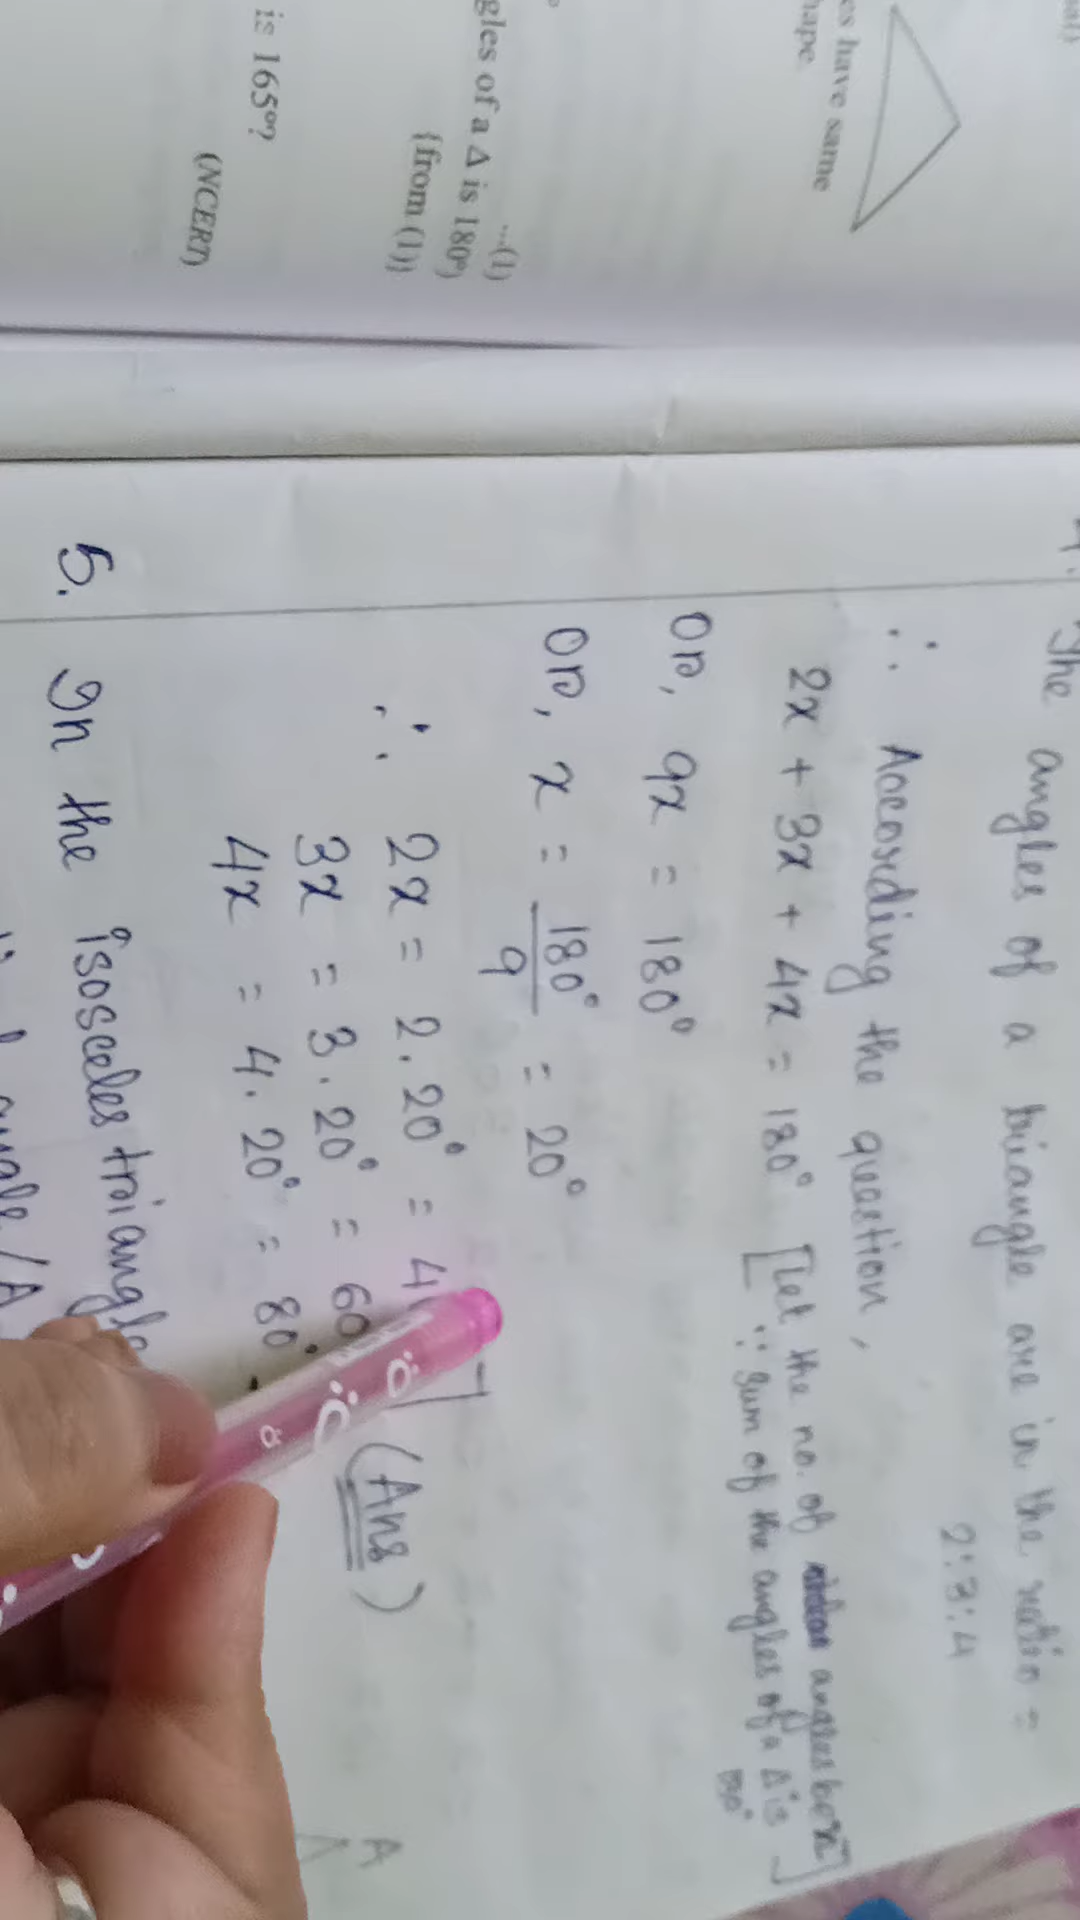 es have same
hape
...(1)
gles of a Δ is 180°)
{from (1)}
is 165°?
(NCERT)
4. The angles of a triangle are in the ratio =
2:3:4
∴ According the question,
2x + 3x + 4x = 180° [Let the no. of angles be x]
[∵ Sum of the angles of a Δ is 180°]
or, 9x = 180°
or, x = 180°/9 = 20°
∴ 2x = 2.20° = 4
3x = 3.20° = 60
4x = 4.20° = 80°
(Ans)
5. In the isosceles triangle
angle /A
A